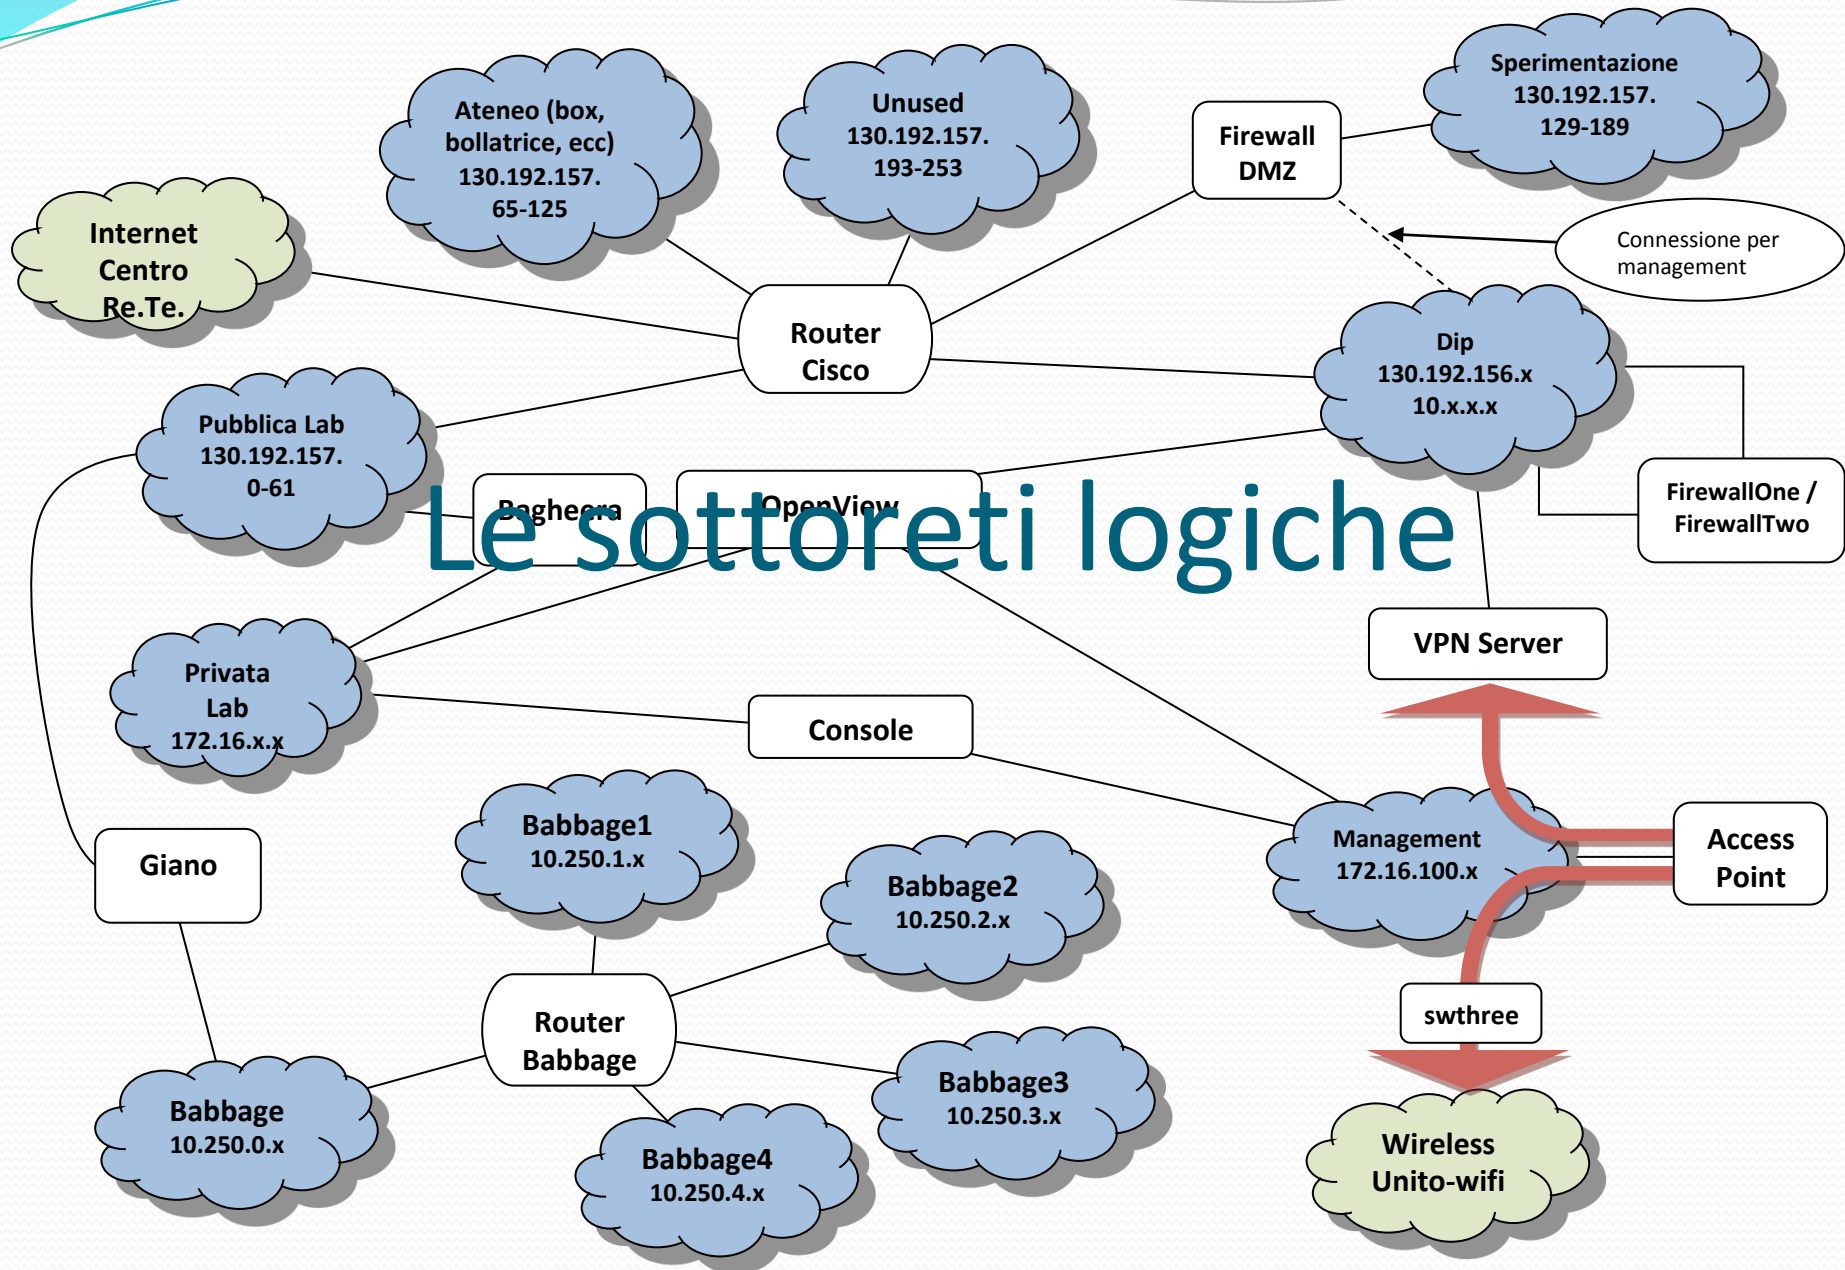 Sperimentazione
130.192.157.
129-189
Ateneo (box,
bollatrice, ecc)
130.192.157.
65-125
Unused
130.192.157.
193-253
Firewall
DMZ
Internet
Centro
Re.Te.
Connessione per
management
Router
Cisco
Dip
130.192.156.x
10.x.x.x
Pubblica Lab
130.192.157.
0-61
Bagheera
OpenView
Le sottoreti logiche
FirewallOne /
FirewallTwo
VPN Server
Privata
Lab
172.16.x.x
Console
Babbage1
10.250.1.x
Management
172.16.100.x
Access
Point
Giano
Babbage2
10.250.2.x
swthree
Router
Babbage
Babbage3
10.250.3.x
Babbage
10.250.0.x
Babbage4
10.250.4.x
Wireless
Unito-wifi